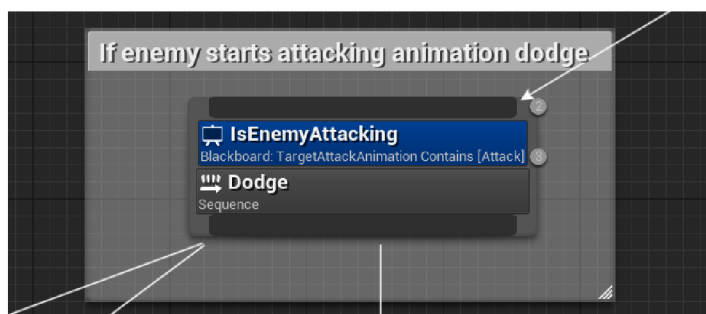 If enemy starts attacking animation dodge
2
IsEnemyAttacking
Blackboard: TargetAttackAnimation Contains [Attack]
3
Dodge
Sequence